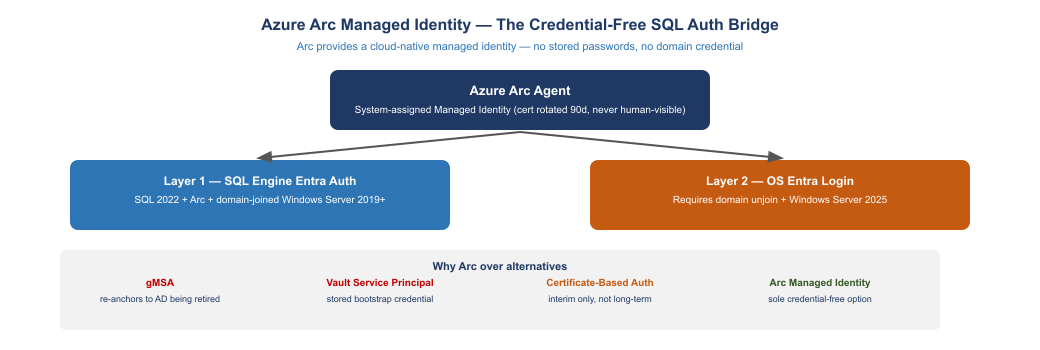 Azure Arc Managed Identity — The Credential-Free SQL Auth Bridge
Arc provides a cloud-native managed identity — no stored passwords, no domain credential
Azure Arc Agent
System-assigned Managed Identity (cert rotated 90d, never human-visible)
Layer 1 — SQL Engine Entra Auth
SQL 2022 + Arc + domain-joined Windows Server 2019+
Layer 2 — OS Entra Login
Requires domain unjoin + Windows Server 2025
Why Arc over alternatives
gMSA
re-anchors to AD being retired
Vault Service Principal
stored bootstrap credential
Certificate-Based Auth
interim only, not long-term
Arc Managed Identity
sole credential-free option